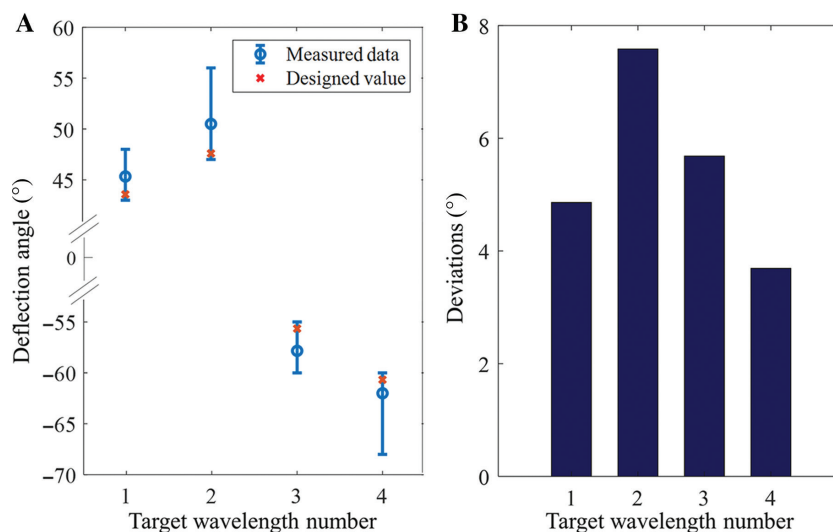 A
60
55
50
45
0
−55
−60
−65
−70
Deflection angle (°)
Measured data
Designed value
1 2 3 4
Target wavelength number
B
8
6
4
2
0
Deviations (°)
1 2 3 4
Target wavelength number